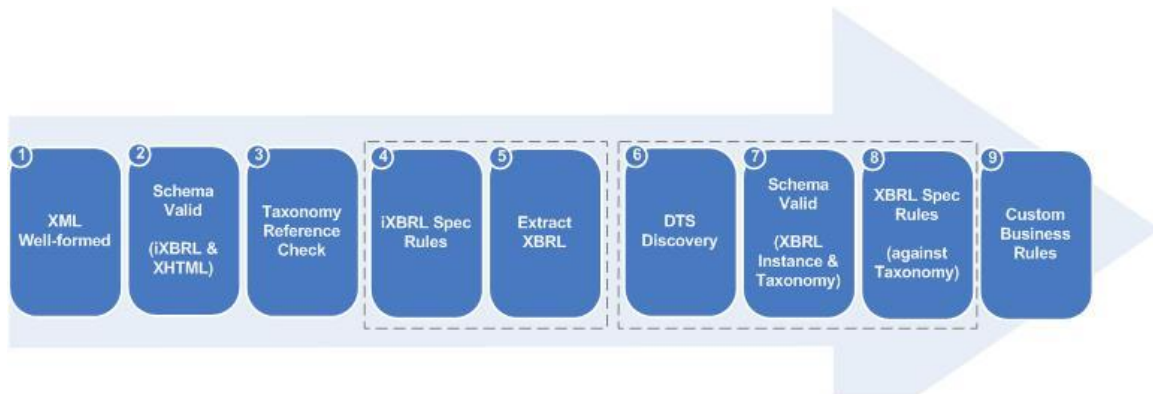 1
XML
Well-formed
2
Schema
Valid
(iXBRL &
XHTML)
3
Taxonomy
Reference
Check
4
iXBRL Spec
Rules
5
Extract
XBRL
6
DTS
Discovery
7
Schema
Valid
(XBRL
Instance &
Taxonomy)
8
XBRL Spec
Rules
(against
Taxonomy)
9
Custom
Business
Rules